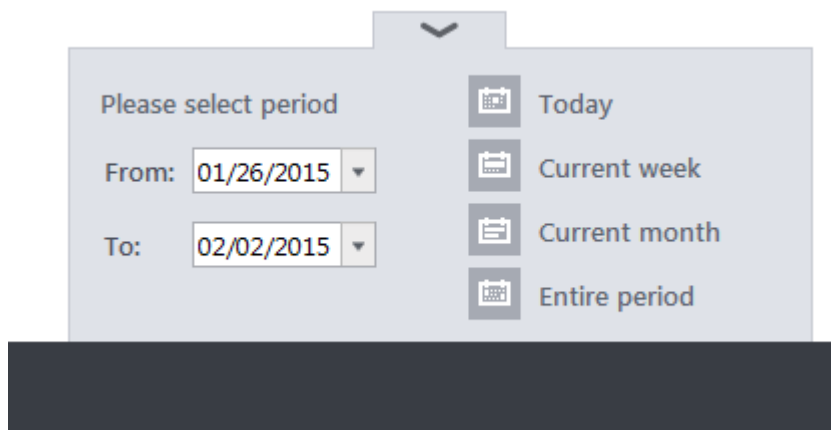 Please select period
From: 01/26/2015
To: 02/02/2015
Today
Current week
Current month
Entire period